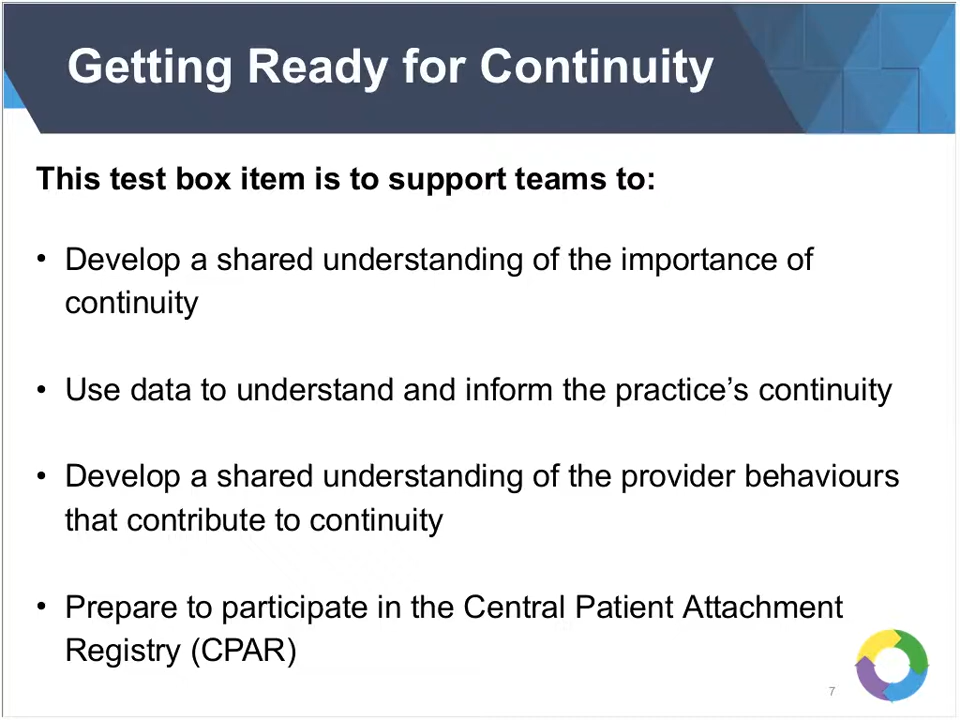 Getting Ready for Continuity
This test box item is to support teams to:
• Develop a shared understanding of the importance of
continuity
• Use data to understand and inform the practice’s continuity
• Develop a shared understanding of the provider behaviours
that contribute to continuity
• Prepare to participate in the Central Patient Attachment
Registry (CPAR)
7